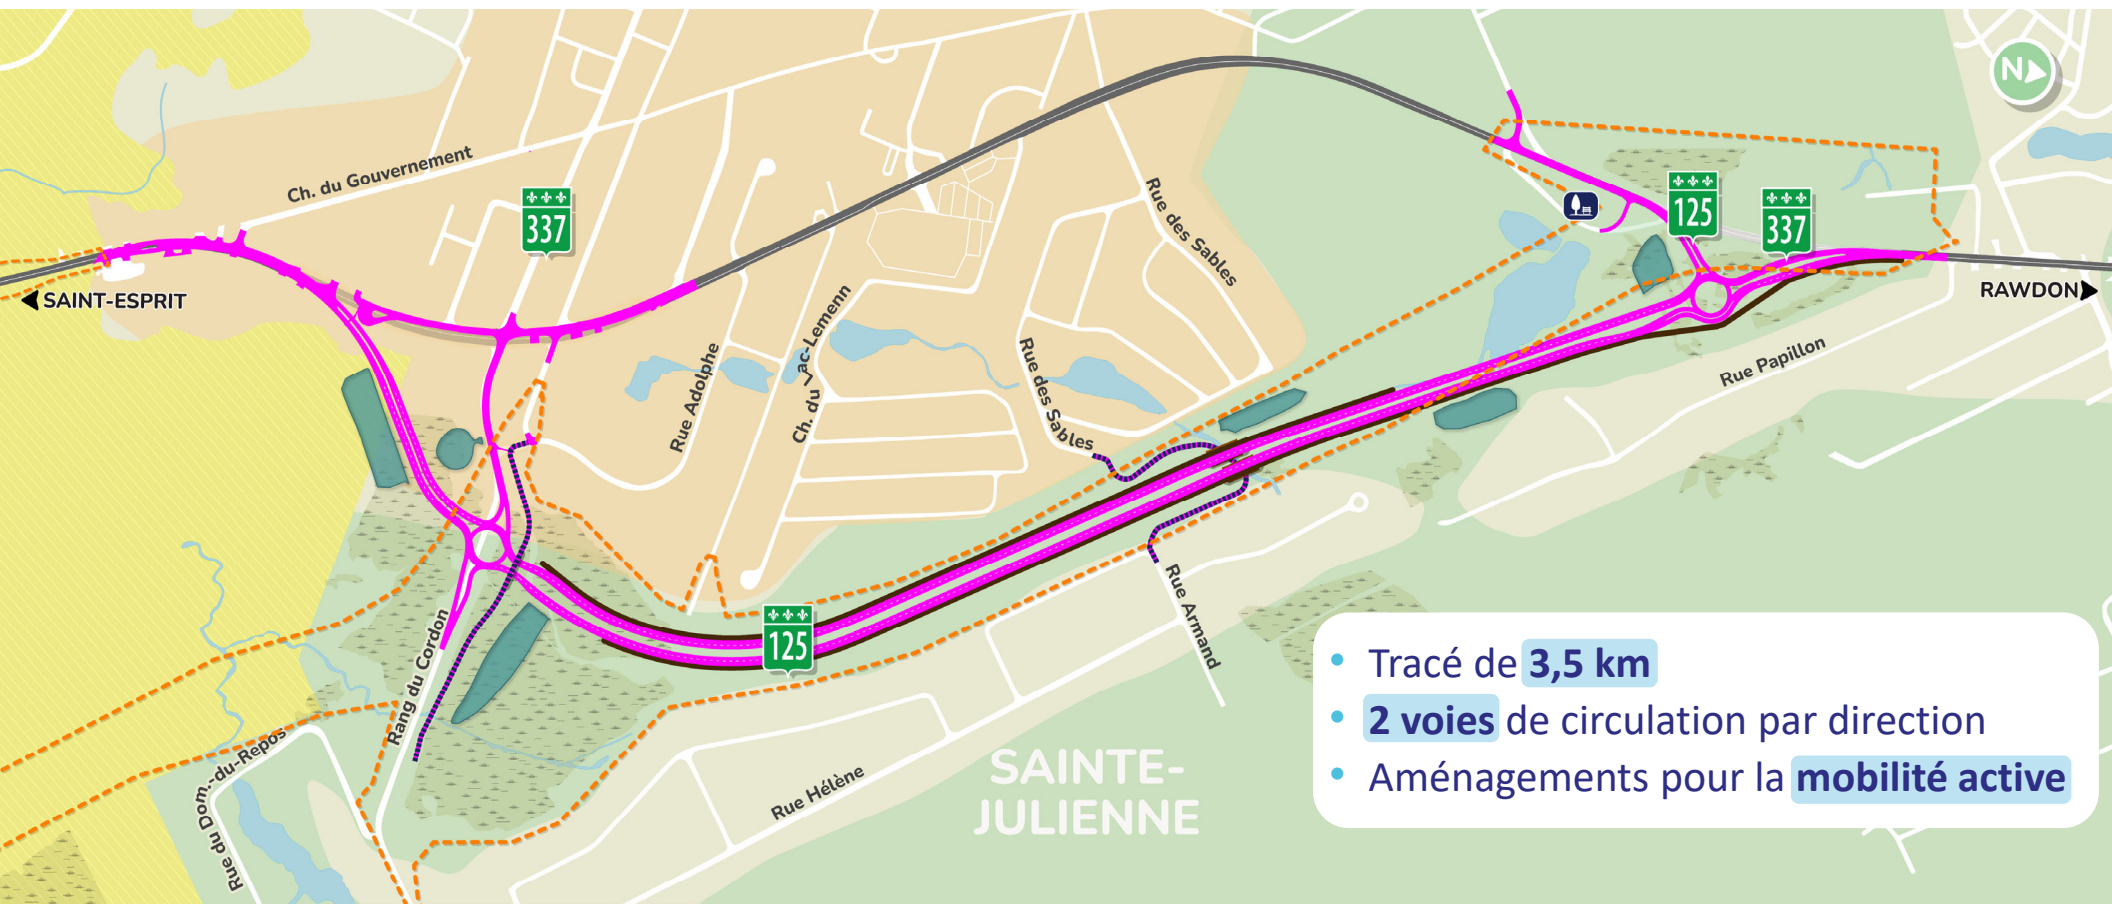 N
Ch. du Gouvernement
337
Rue des Sables
125
337
SAINT-ESPRIT
RAWDON
Rue Adolphe
Ch. du Lac-Lemenn
Rue des Sables
Rue Papillon
Rang du Cordon
125
Rue Armand
Rue du Dom.-du-Repos
Rue Hélène
SAINTE-
JULIENNE
• Tracé de 3,5 km
• 2 voies de circulation par direction
• Aménagements pour la mobilité active